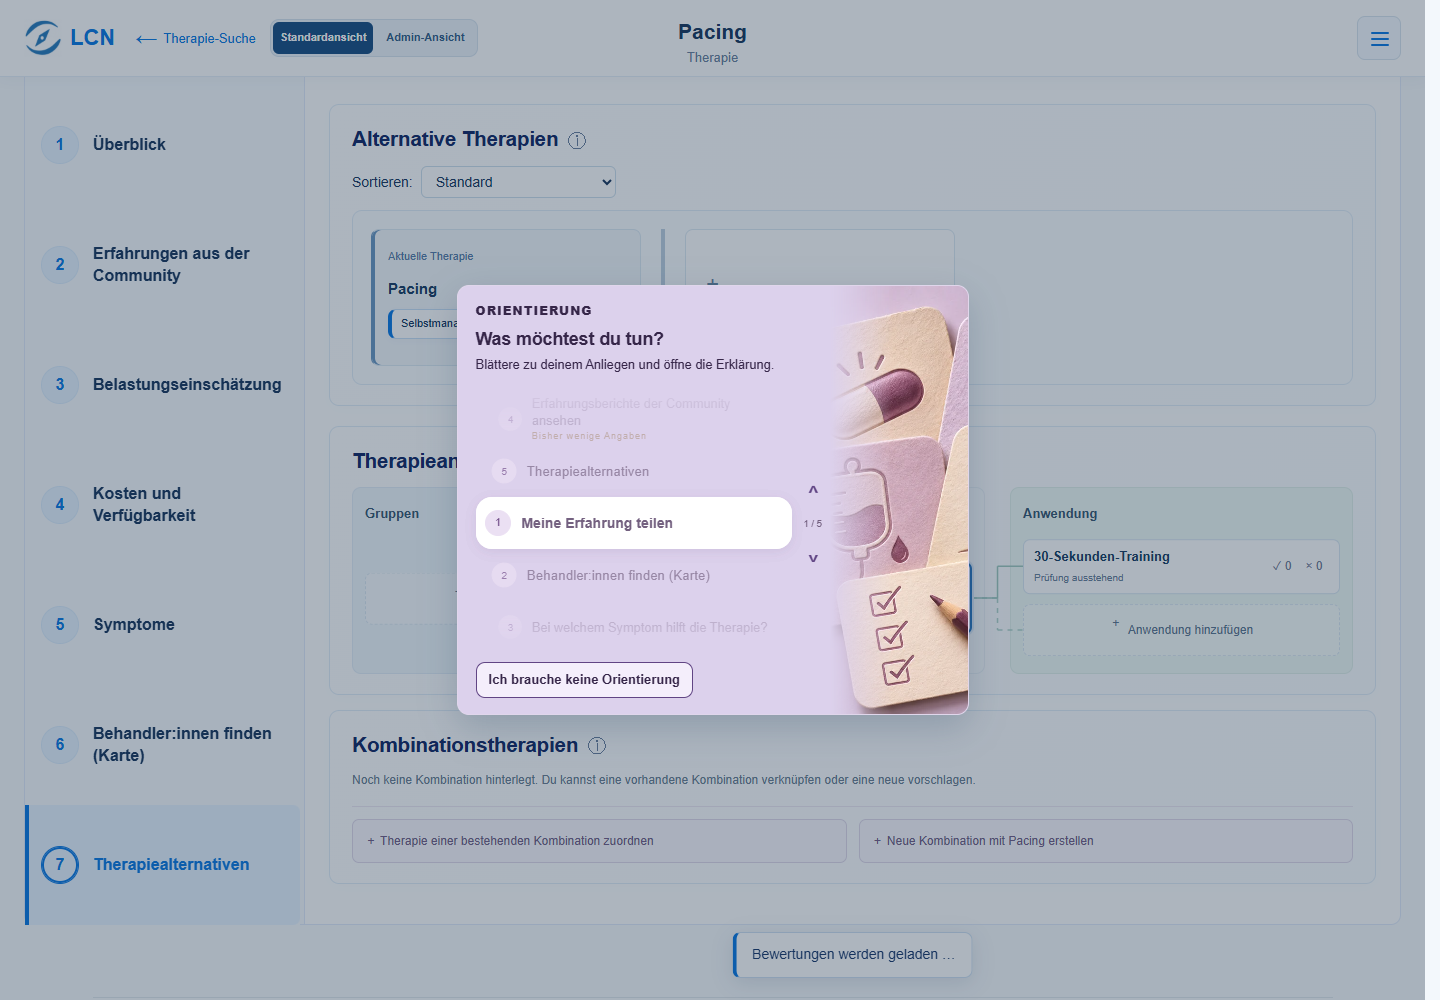 LCN
← Therapie-Suche
Standardansicht
Admin-Ansicht
Pacing
Therapie
1
Überblick
2
Erfahrungen aus der
Community
3
Belastungseinschätzung
4
Kosten und
Verfügbarkeit
5
Symptome
6
Behandler:innen finden
(Karte)
7
Therapiealternativen
Alternative Therapien
Sortieren:
Standard
Aktuelle Therapie
Pacing
+
ORIENTIERUNG
Was möchtest du tun?
Blättere zu deinem Anliegen und öffne die Erklärung.
4
Erfahrungsberichte der Community
ansehen
Bisher wenige Angaben
5
Therapiealternativen
1
Meine Erfahrung teilen
1 / 5
2
Behandler:innen finden (Karte)
3
Bei welchem Symptom hilft die Therapie?
Ich brauche keine Orientierung
Gruppen
Anwendung
30-Sekunden-Training
Prüfung ausstehend
✓ 0
× 0
+ Anwendung hinzufügen
Kombinationstherapien
Noch keine Kombination hinterlegt. Du kannst eine vorhandene Kombination verknüpfen oder eine neue vorschlagen.
+ Therapie einer bestehenden Kombination zuordnen
+ Neue Kombination mit Pacing erstellen
Bewertungen werden geladen …